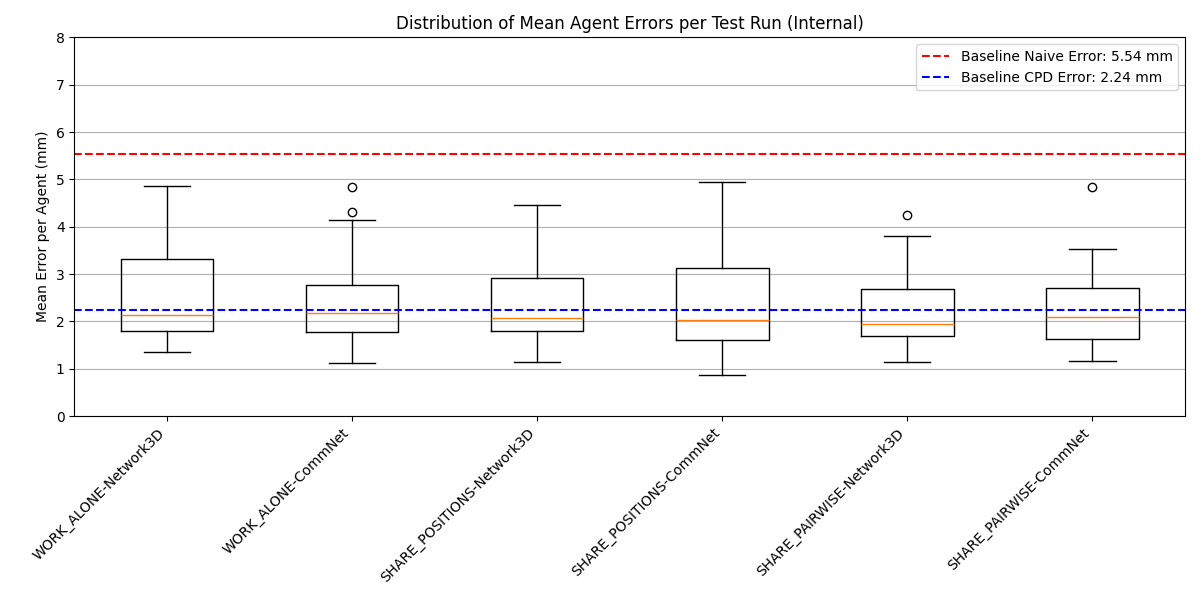 Distribution of Mean Agent Errors per Test Run (Internal)
Baseline Naive Error: 5.54 mm
Baseline CPD Error: 2.24 mm
Mean Error per Agent (mm)
8
7
6
5
4
3
2
1
0
WORK_ALONE-Network3D
WORK_ALONE-CommNet
SHARE_POSITIONS-Network3D
SHARE_POSITIONS-CommNet
SHARE_PAIRWISE-Network3D
SHARE_PAIRWISE-CommNet